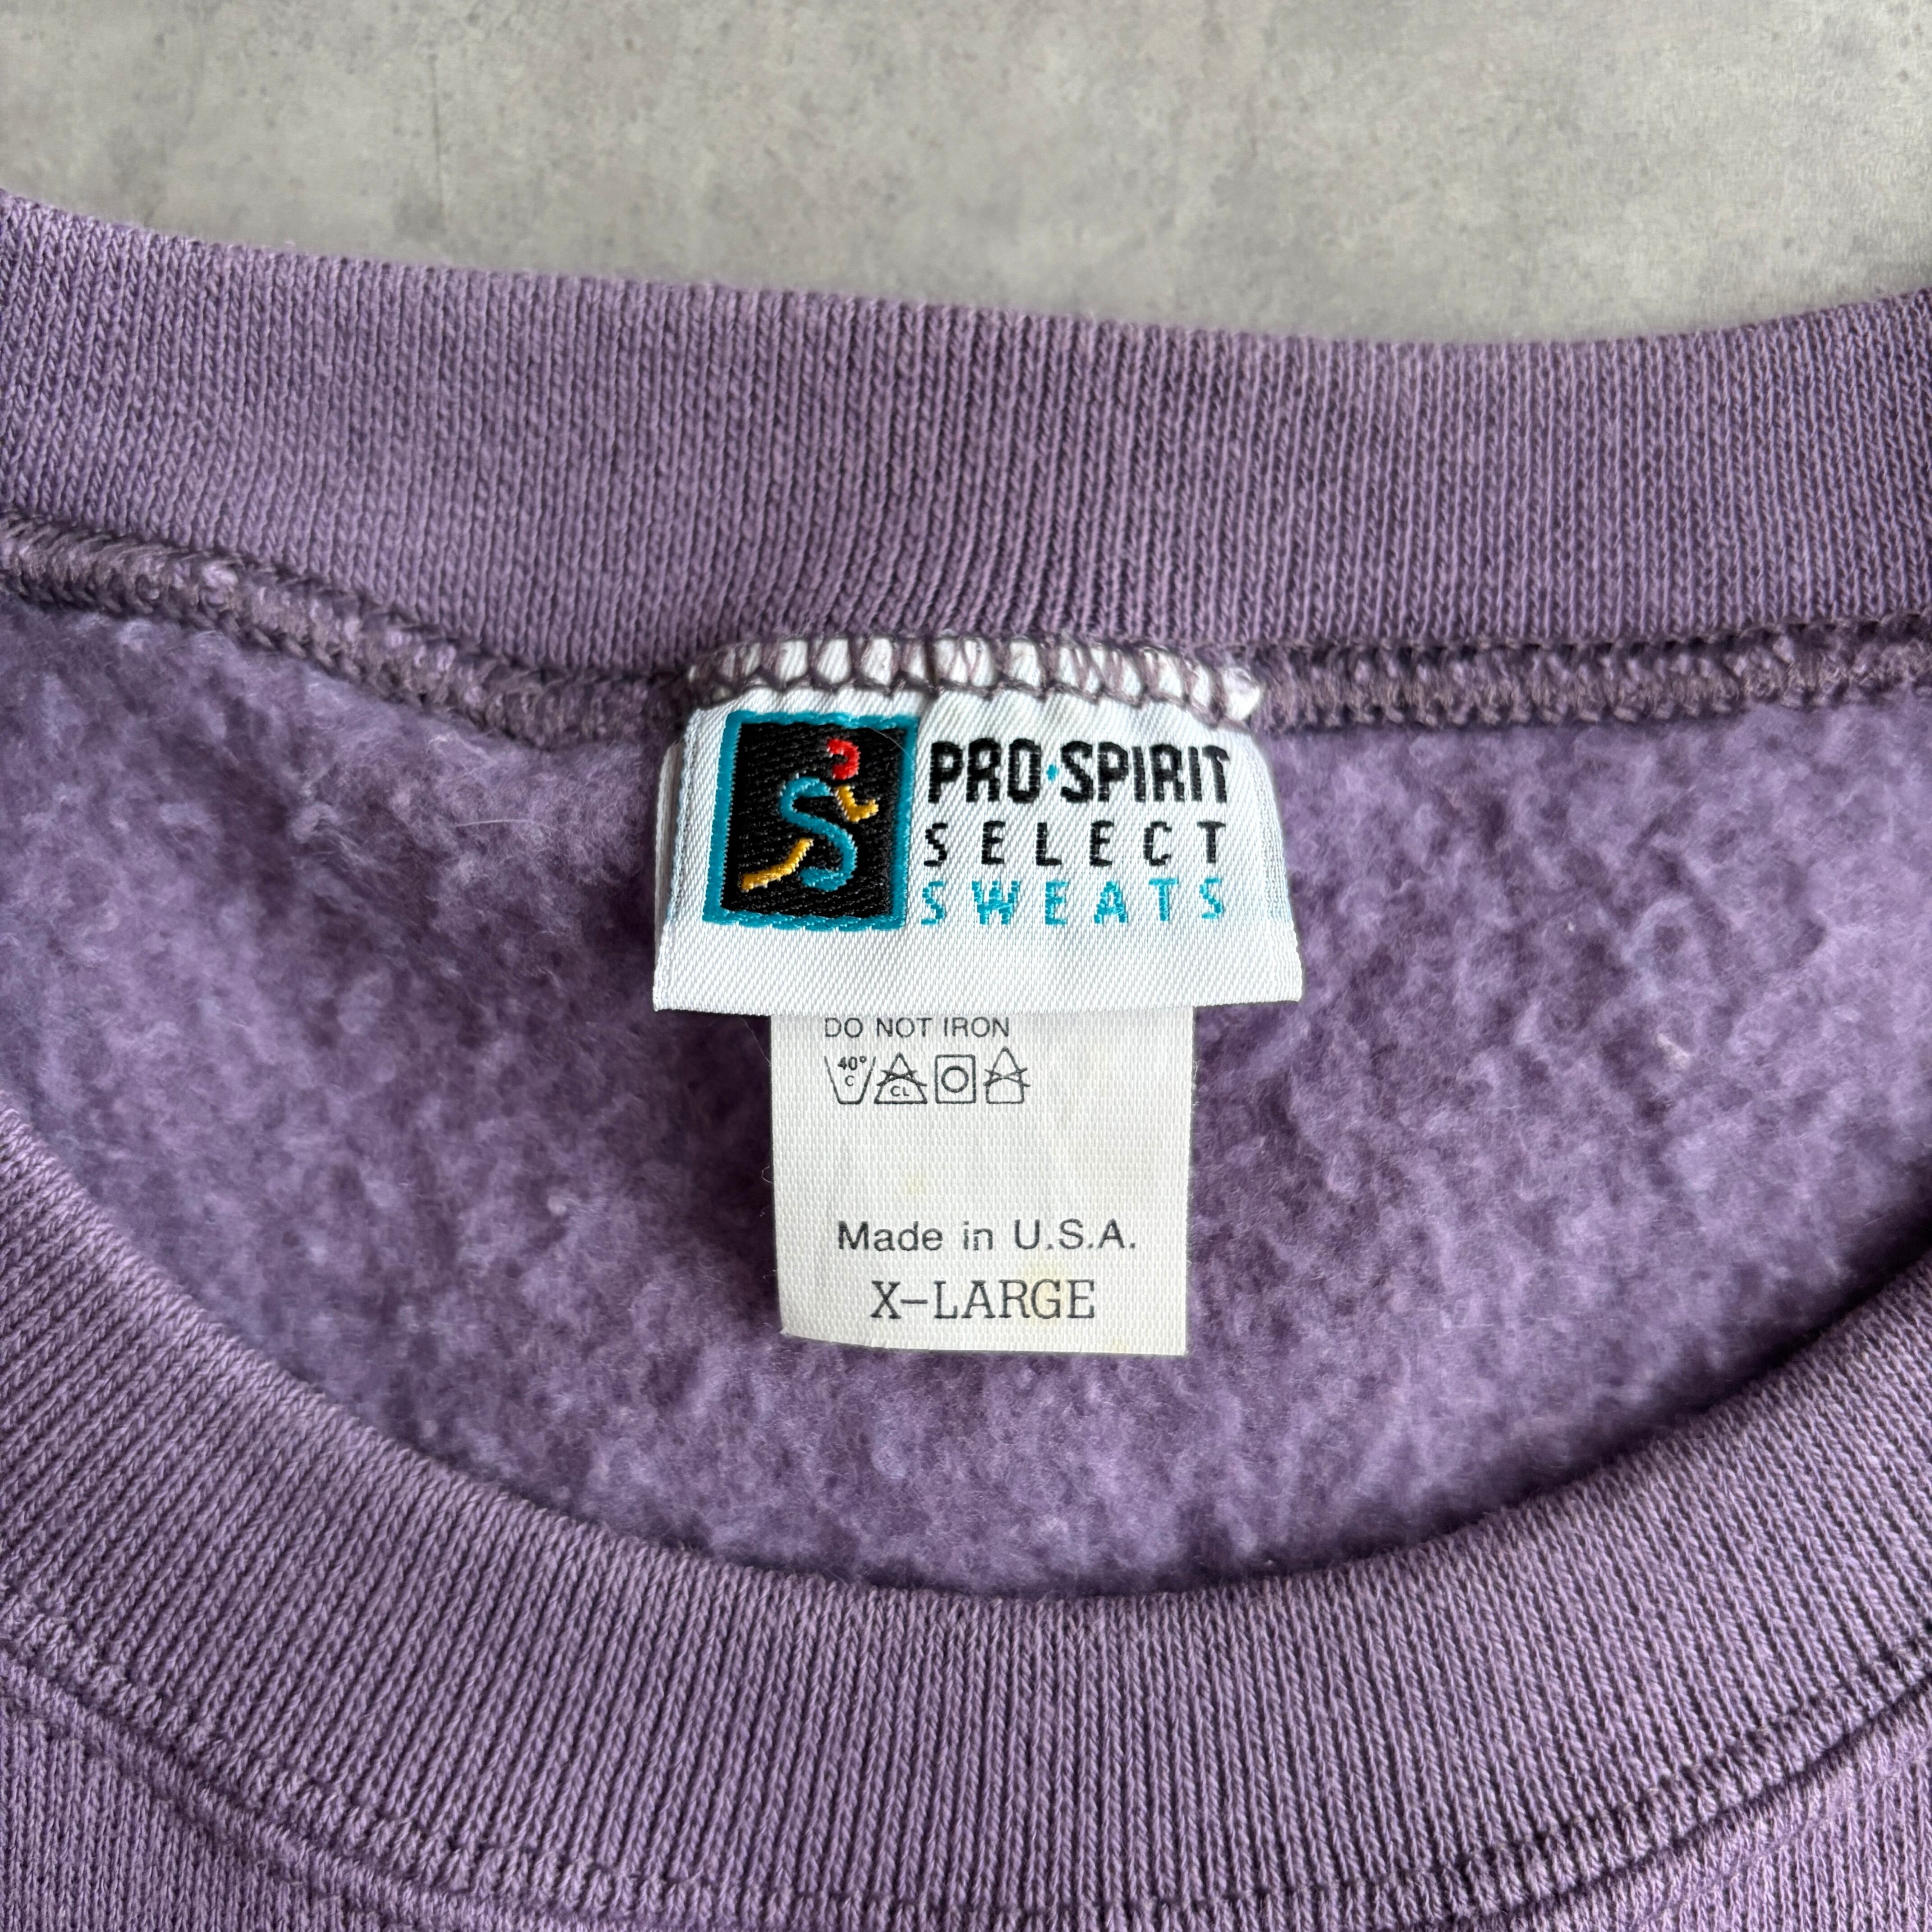 PRO·SPIRIT
SELECT
SWEATS
DO NOT IRON
40°
C
CL
Made in U.S.A.
X-LARGE